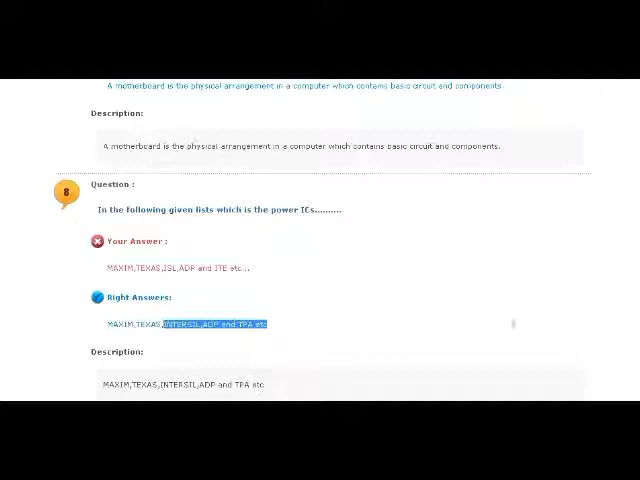 A motherboard is the physical arrangement in a computer which contains basic circuit and components.
Description:
A motherboard is the physical arrangement in a computer which contains basic circuit and components.
8
Question :
In the following given lists which is the power ICs..........
Your Answer :
MAXIM,TEXAS,ISL,ADP and ITE etc...
Right Answers:
MAXIM,TEXAS,INTERSIL,ADP and TPA etc
Description:
MAXIM,TEXAS,INTERSIL,ADP and TPA etc